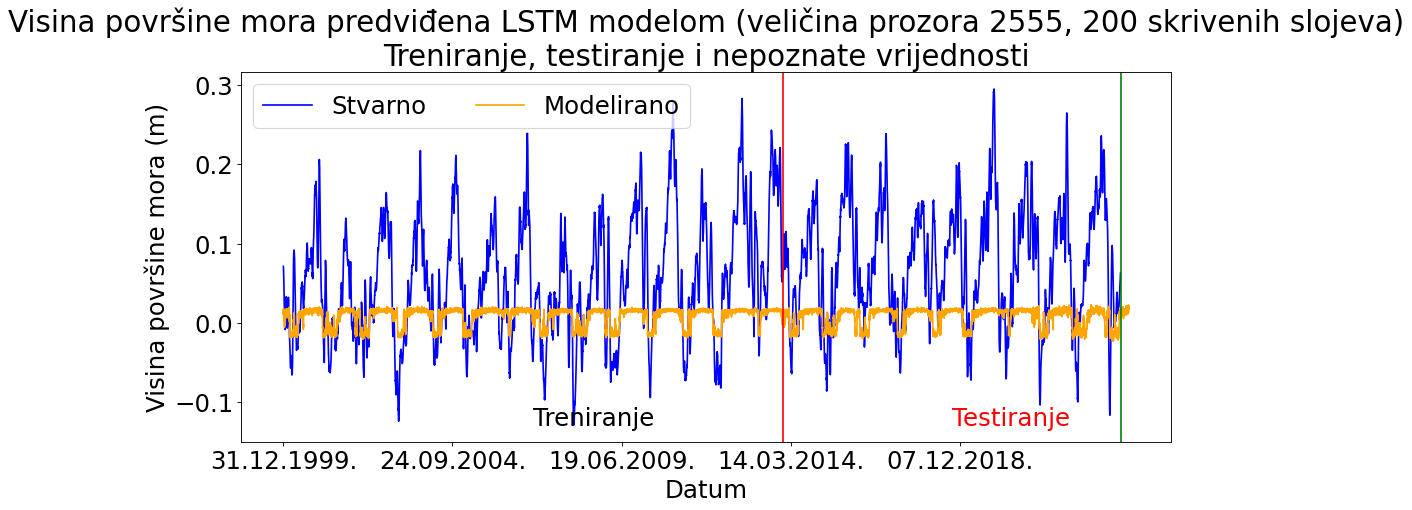 Visina površine mora predviđena LSTM modelom (veličina prozora 2555, 200 skrivenih slojeva)
Treniranje, testiranje i nepoznate vrijednosti
Stvarno Modelirano
Visina površine mora (m)
0.3
0.2
0.1
0.0
−0.1
Treniranje
Testiranje
31.12.1999. 24.09.2004. 19.06.2009. 14.03.2014. 07.12.2018.
Datum